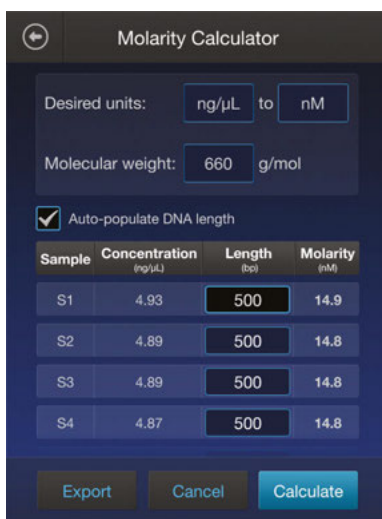 Molarity Calculator
Desired units: ng/µL to nM
Molecular weight: 660 g/mol
Auto-populate DNA length
Sample Concentration Length Molarity
(ng/µL) (bp) (nM)
S1 4.93 500 14.9
S2 4.89 500 14.8
S3 4.89 500 14.8
S4 4.87 500 14.8
Export Cancel Calculate